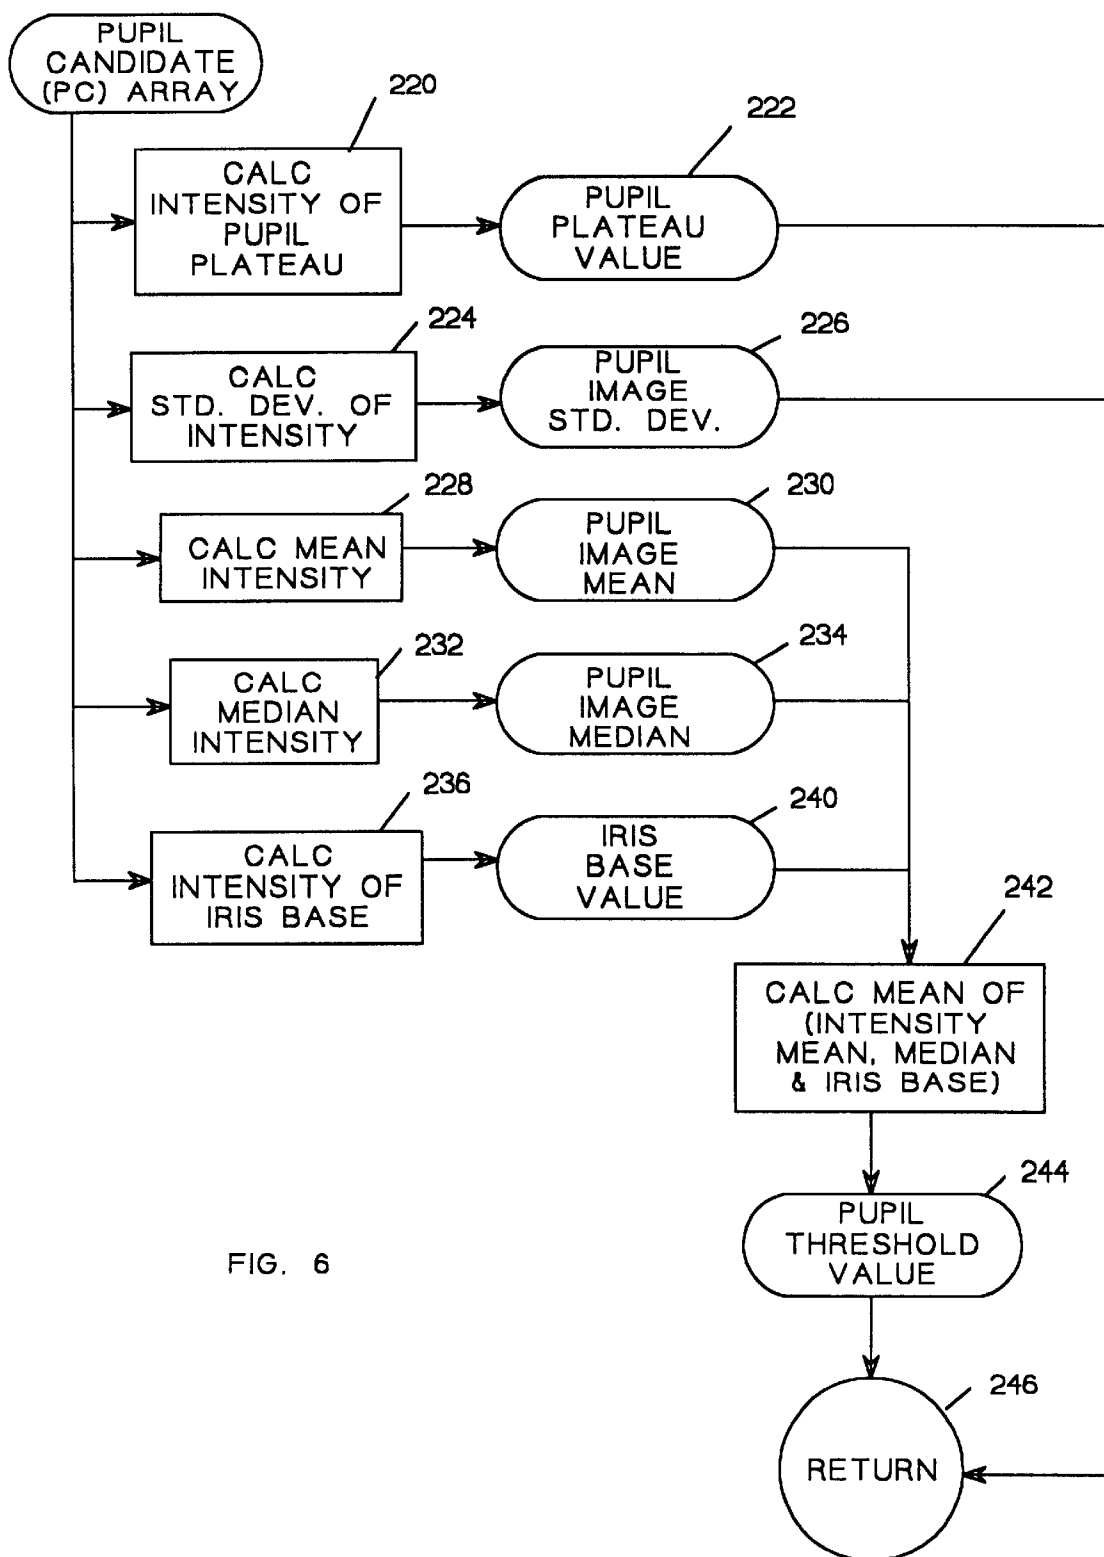 PUPIL
CANDIDATE
(PC) ARRAY
220
222
CALC
INTENSITY OF
PUPIL
PLATEAU
PUPIL
PLATEAU
VALUE
224
226
CALC
STD. DEV. OF
INTENSITY
PUPIL
IMAGE
STD. DEV.
228
230
CALC MEAN
INTENSITY
PUPIL
IMAGE
MEAN
232
234
CALC
MEDIAN
INTENSITY
PUPIL
IMAGE
MEDIAN
236
240
CALC
INTENSITY OF
IRIS BASE
IRIS
BASE
VALUE
242
CALC MEAN OF
(INTENSITY
MEAN, MEDIAN
& IRIS BASE)
244
PUPIL
THRESHOLD
VALUE
FIG. 6
246
RETURN